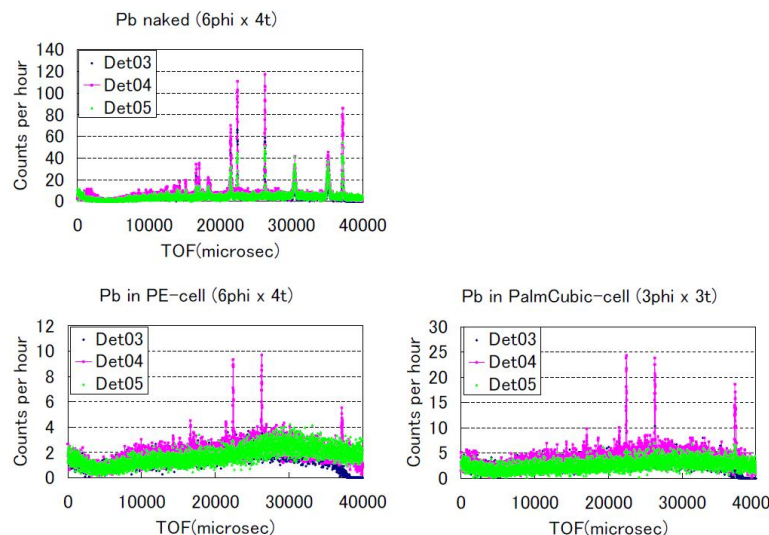 Pb naked (6phi x 4t)
Counts per hour
140
120
100
80
60
40
20
0
Det03
Det04
Det05
0 10000 20000 30000 40000
TOF(microsec)
Pb in PE-cell (6phi x 4t)
Counts per hour
12
10
8
6
4
2
0
Det03
Det04
Det05
0 10000 20000 30000 40000
TOF(microsec)
Pb in PalmCubic-cell (3phi x 3t)
Counts per hour
30
25
20
15
10
5
0
Det03
Det04
Det05
0 10000 20000 30000 40000
TOF(microsec)